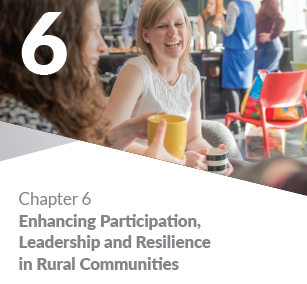 6
Chapter 6
Enhancing Participation,
Leadership and Resilience
in Rural Communities